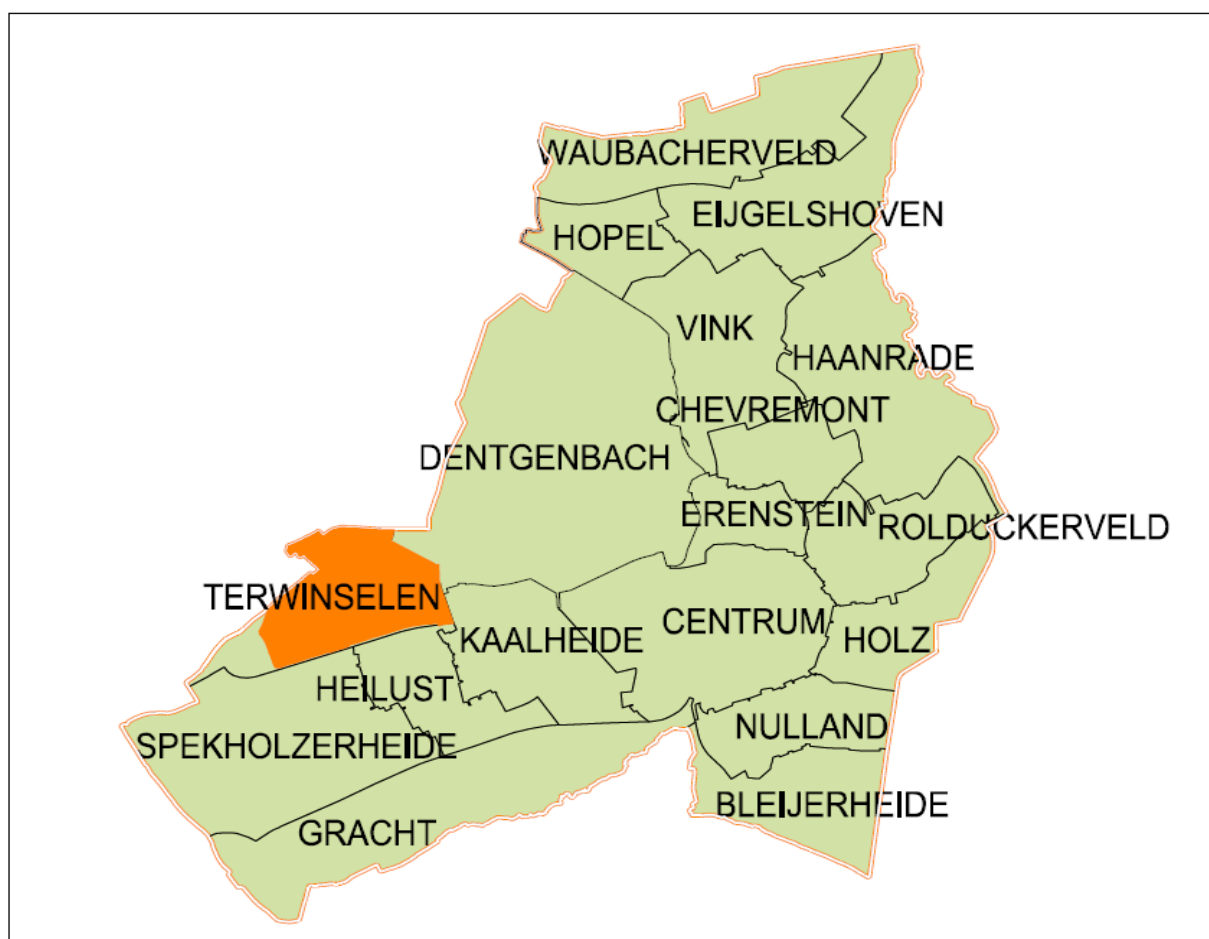 WAUBACHERVELD
EIJGELSHOVEN
HOPEL
VINK
HAANRADE
CHEVREMONT
DENTGENBACH
ERENSTEIN
ROLDUCKERVELD
TERWINSELEN
CENTRUM
KAALHEIDE
HOLZ
HEILUST
NULLAND
SPEKHOLZERHEIDE
BLEIJERHEIDE
GRACHT